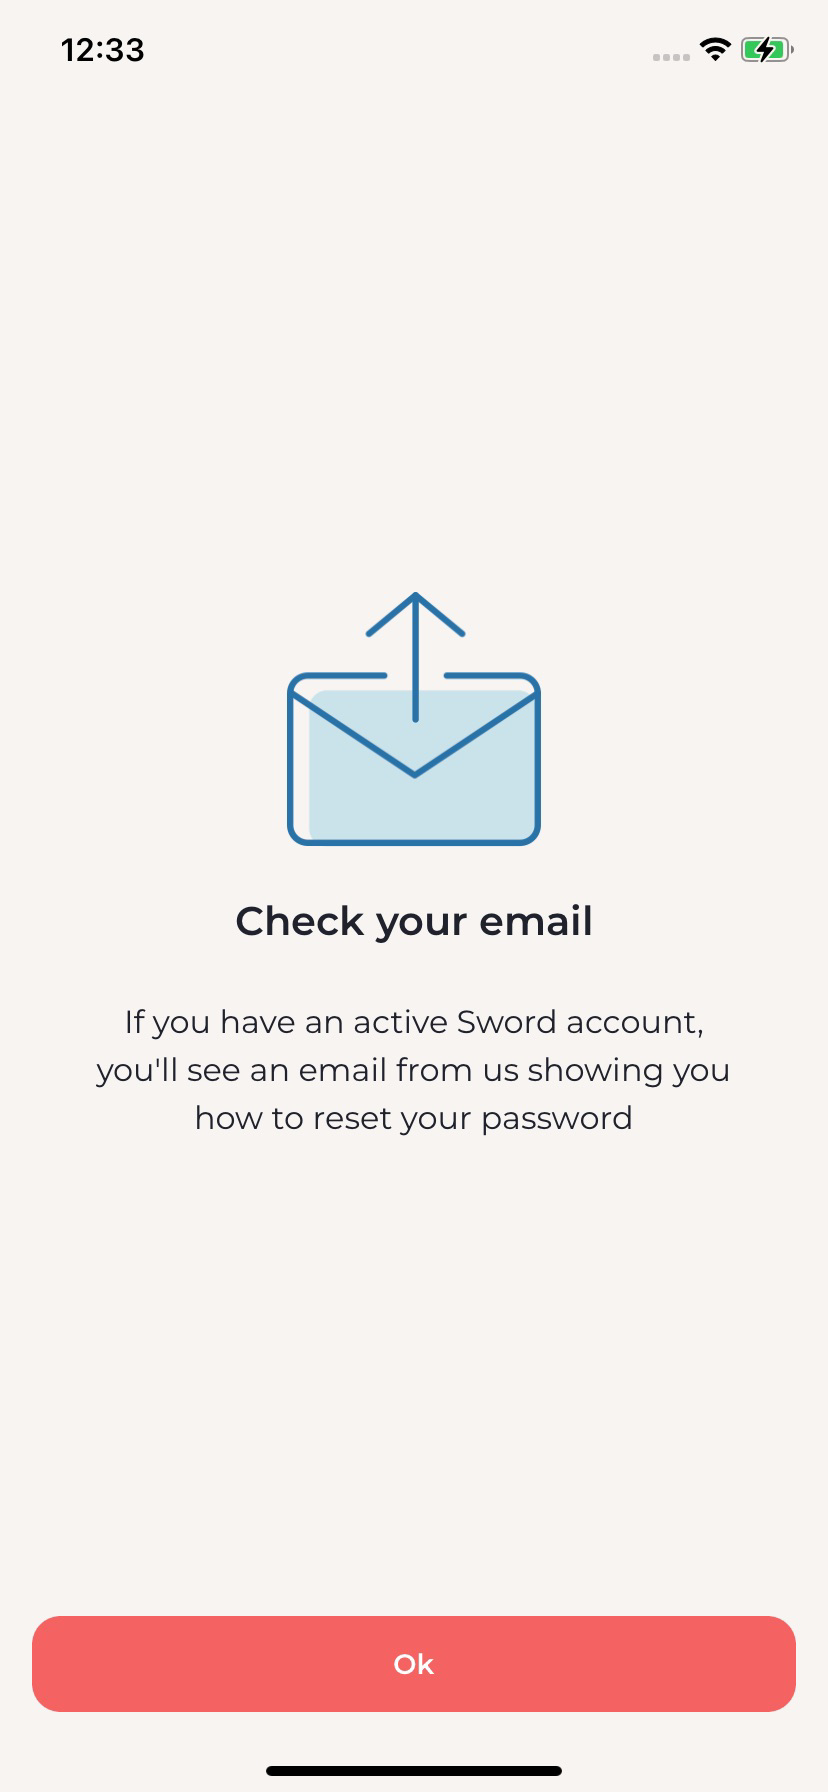 12:33
Check your email
If you have an active Sword account,
you'll see an email from us showing you
how to reset your password
Ok